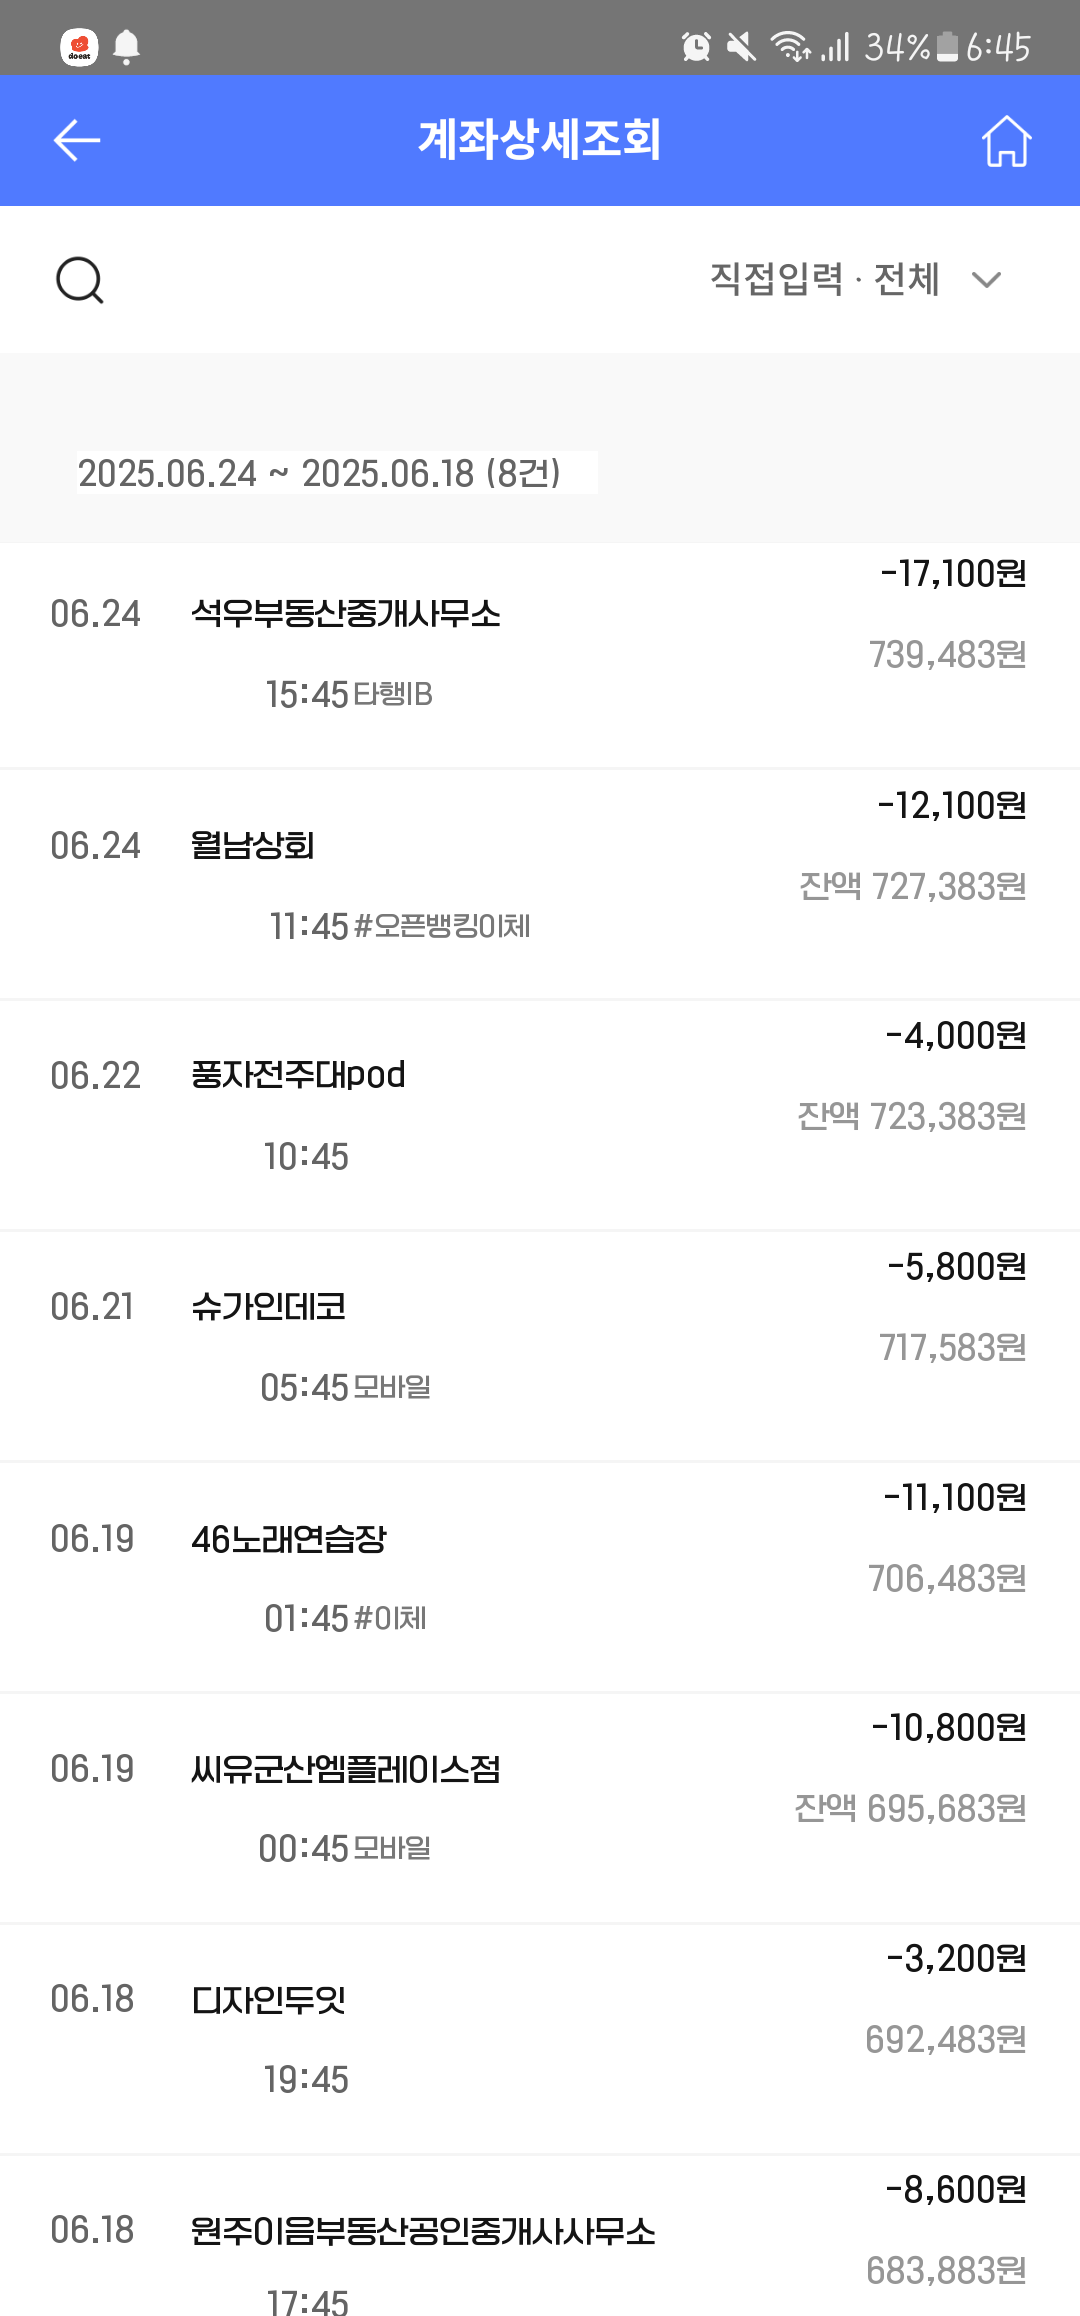 doeat
34% 6:45
계좌상세조회
직접입력 · 전체
2025.06.24 ~ 2025.06.18 (8건)
-17,100원
06.24 석우부동산중개사무소
739,483원
15:45 타행IB
-12,100원
06.24 월남상회
잔액 727,383원
11:45 #오픈뱅킹이체
-4,000원
06.22 풍자전주대pod
잔액 723,383원
10:45
-5,800원
06.21 슈가인데코
717,583원
05:45 모바일
-11,100원
06.19 46노래연습장
706,483원
01:45 #이체
-10,800원
06.19 씨유군산엠플레이스점
잔액 695,683원
00:45 모바일
-3,200원
06.18 디자인두잇
692,483원
19:45
-8,600원
06.18 원주이음부동산공인중개사사무소
683,883원
17:45